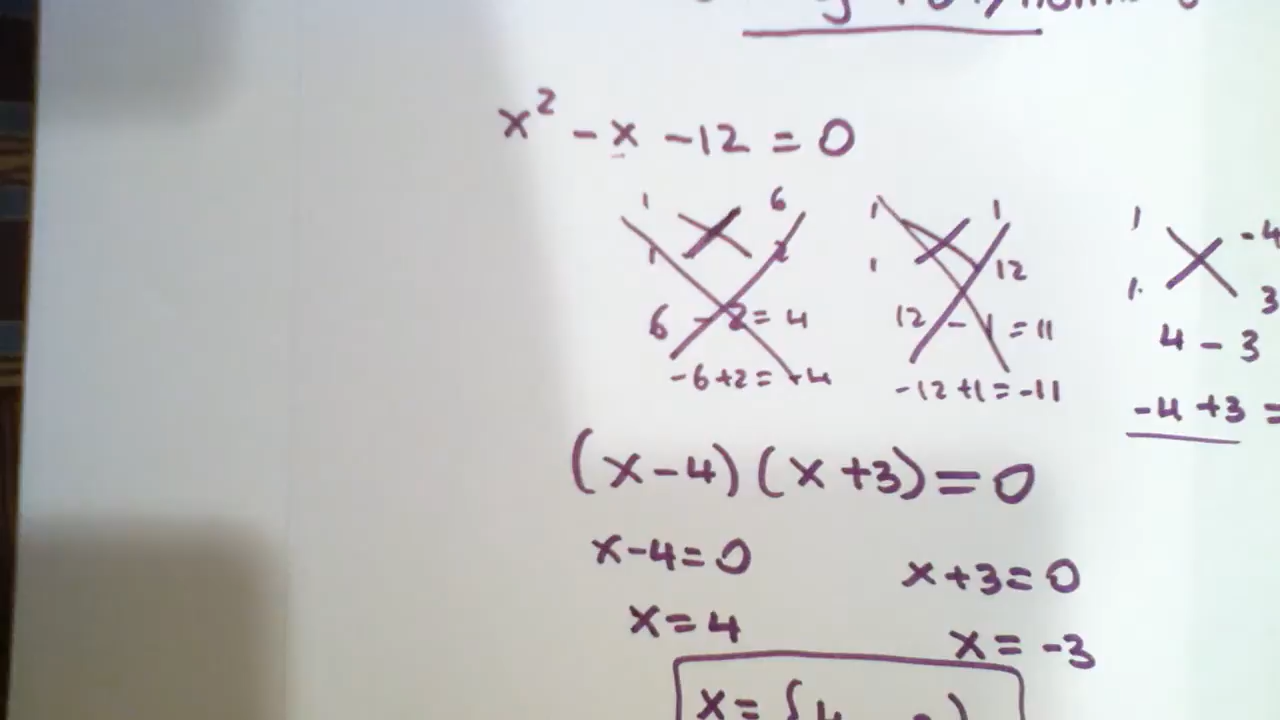 x² - x - 12 = 0
1 6 1 1 1 -4
1 2 1 12 1. 3
6 - 2 = 4 12 - 1 = 11 4 - 3
-6+2 = -4 -12+1 = -11 -4+3 =
(x-4)(x+3)=0
x-4=0 x+3=0
x=4 x=-3
x= {4